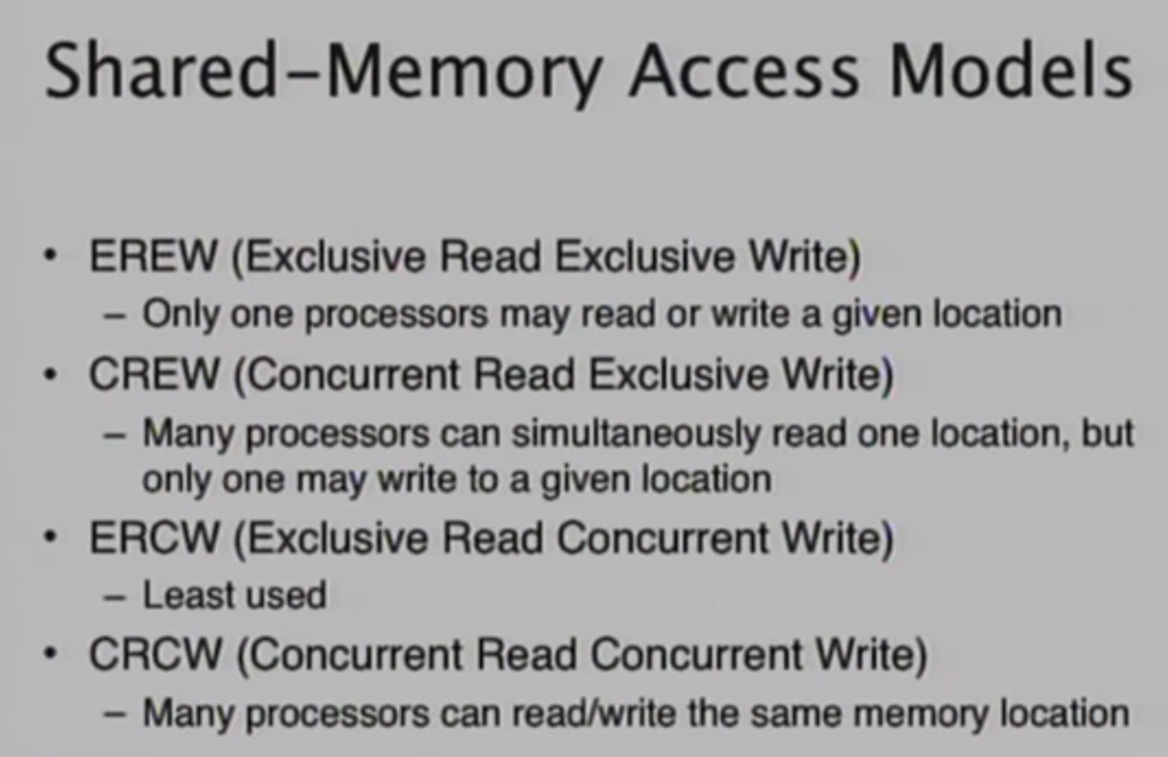 Shared-Memory Access Models
• EREW (Exclusive Read Exclusive Write)
– Only one processors may read or write a given location
• CREW (Concurrent Read Exclusive Write)
– Many processors can simultaneously read one location, but
only one may write to a given location
• ERCW (Exclusive Read Concurrent Write)
– Least used
• CRCW (Concurrent Read Concurrent Write)
– Many processors can read/write the same memory location